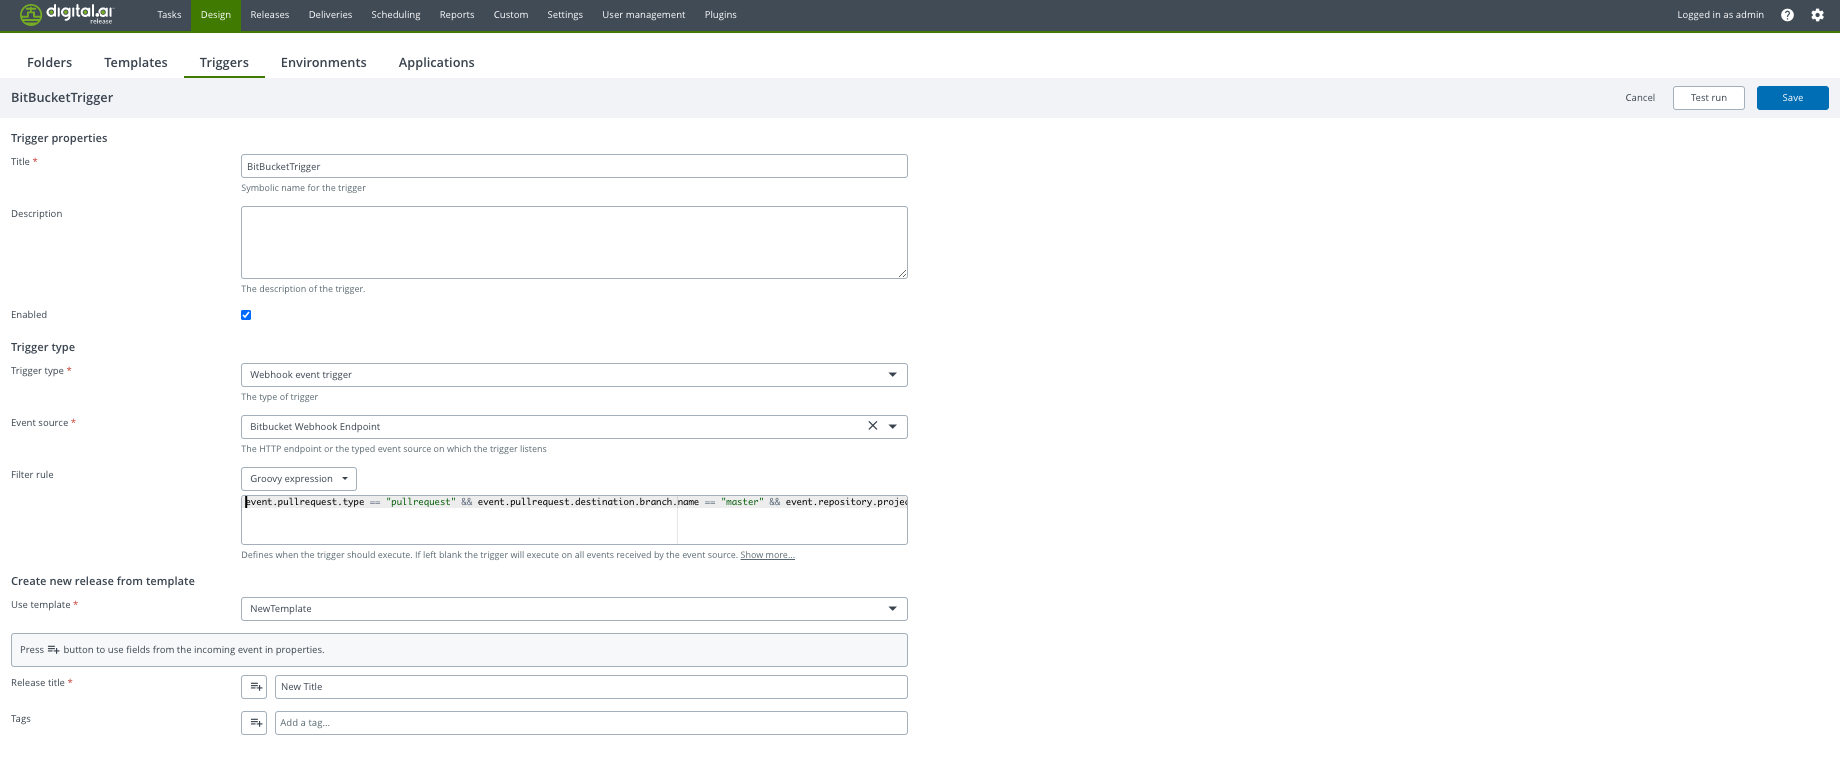 digital.ai
release
Tasks Design Releases Deliveries Scheduling Reports Custom Settings User management Plugins Logged in as admin
Folders Templates Triggers Environments Applications
BitBucketTrigger Cancel Test run Save
Trigger properties
Title * BitBucketTrigger
Symbolic name for the trigger
Description
The description of the trigger.
Enabled
Trigger type
Trigger type * Webhook event trigger
The type of trigger
Event source * Bitbucket Webhook Endpoint
The HTTP endpoint or the typed event source on which the trigger listens
Filter rule Groovy expression
event.pullrequest.type == "pullrequest" && event.pullrequest.destination.branch.name == "master" && event.repository.projec
Defines when the trigger should execute. If left blank the trigger will execute on all events received by the event source. Show more...
Create new release from template
Use template * NewTemplate
Press button to use fields from the incoming event in properties.
Release title * New Title
Tags Add a tag...